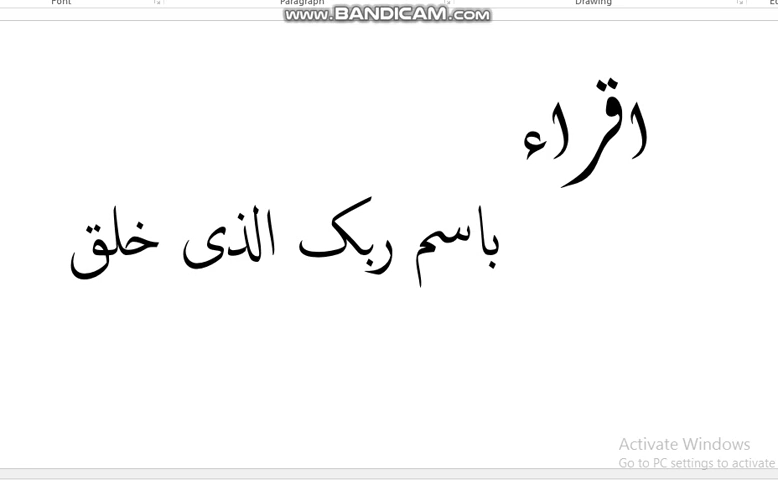 Font Paragraph Drawing
www.BANDICAM.com
اقراء
باسم ربک الذی خلق
Activate Windows
Go to PC settings to activate